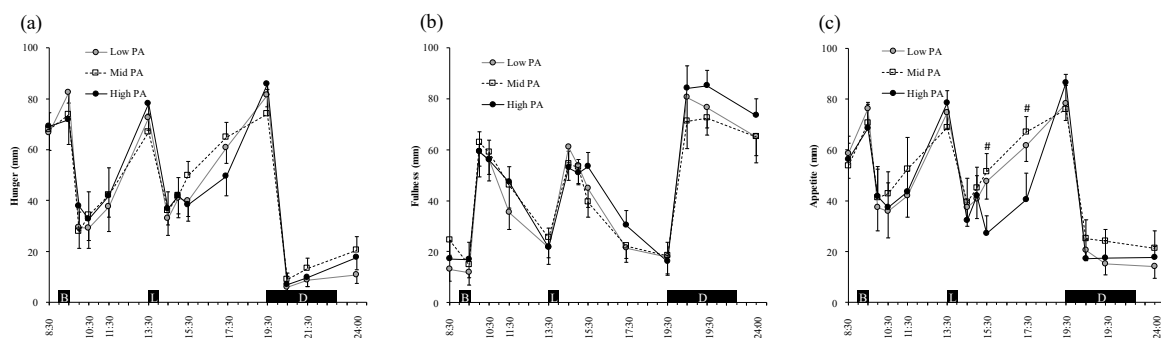 (a)
Low PA
Mid PA
High PA
Hunger (mm)
100
80
60
40
20
0
B
L
D
8:30
10:30
11:30
13:30
15:30
17:30
19:30
21:30
24:00
(b)
Low PA
Mid PA
High PA
Fullness (mm)
100
80
60
40
20
0
B
L
D
8:30
10:30
13:30
15:30
17:30
19:30
19:30
24:00
(c)
Low PA
Mid PA
High PA
Appetite (mm)
100
80
60
40
20
0
#
#
B
L
D
8:30
10:30
11:30
13:30
15:30
17:30
19:30
19:30
24:00